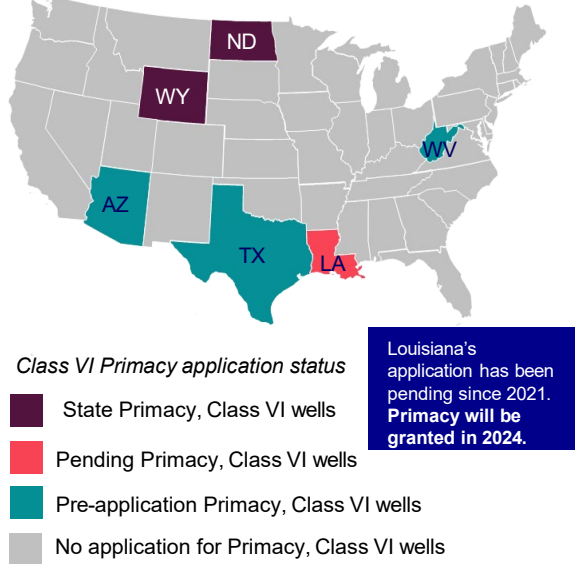 ND
WY
WV
AZ
TX
LA
Class VI Primacy application status
State Primacy, Class VI wells
Pending Primacy, Class VI wells
Pre-application Primacy, Class VI wells
No application for Primacy, Class VI wells
Louisiana's
application has been
pending since 2021.
Primacy will be
granted in 2024.